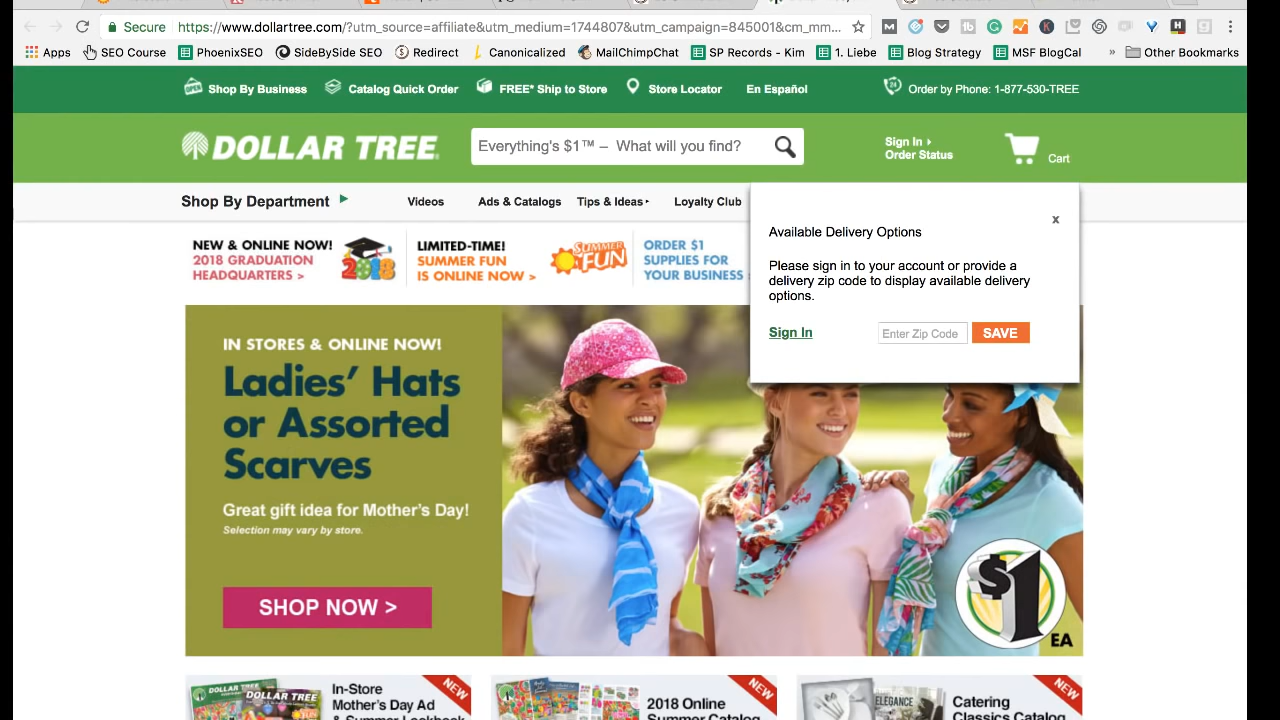 Secure https://www.dollartree.com/?utm_source=affiliate&utm_medium=1744807&utm_campaign=845001&cm_mm...
Apps SEO Course PhoenixSEO SideBySide SEO Redirect Canonicalized MailChimpChat SP Records - Kim 1. Liebe Blog Strategy MSF BlogCal » Other Bookmarks
Shop By Business Catalog Quick Order FREE* Ship to Store Store Locator En Español Order by Phone: 1-877-530-TREE
DOLLAR TREE
Everything's $1™ – What will you find?
Sign In
Order Status
Cart
Shop By Department Videos Ads & Catalogs Tips & Ideas Loyalty Club
NEW & ONLINE NOW!
2018 GRADUATION
HEADQUARTERS >
2018
LIMITED-TIME!
SUMMER FUN
IS ONLINE NOW >
SUMMER
FUN
ORDER $1
SUPPLIES FOR
YOUR BUSINESS
x
Available Delivery Options
Please sign in to your account or provide a
delivery zip code to display available delivery
options.
Sign In Enter Zip Code SAVE
IN STORES & ONLINE NOW!
Ladies' Hats
or Assorted
Scarves
Great gift idea for Mother's Day!
Selection may vary by store.
SHOP NOW >
$1
EA
DOLLAR TREE
DOLLAR TREE
In-Store
Mother's Day Ad
& Summer Lookbook
NEW
2018 Online
Summer Catalog
NEW
ELEGANCE
Catering
Classics Catalog
NEW